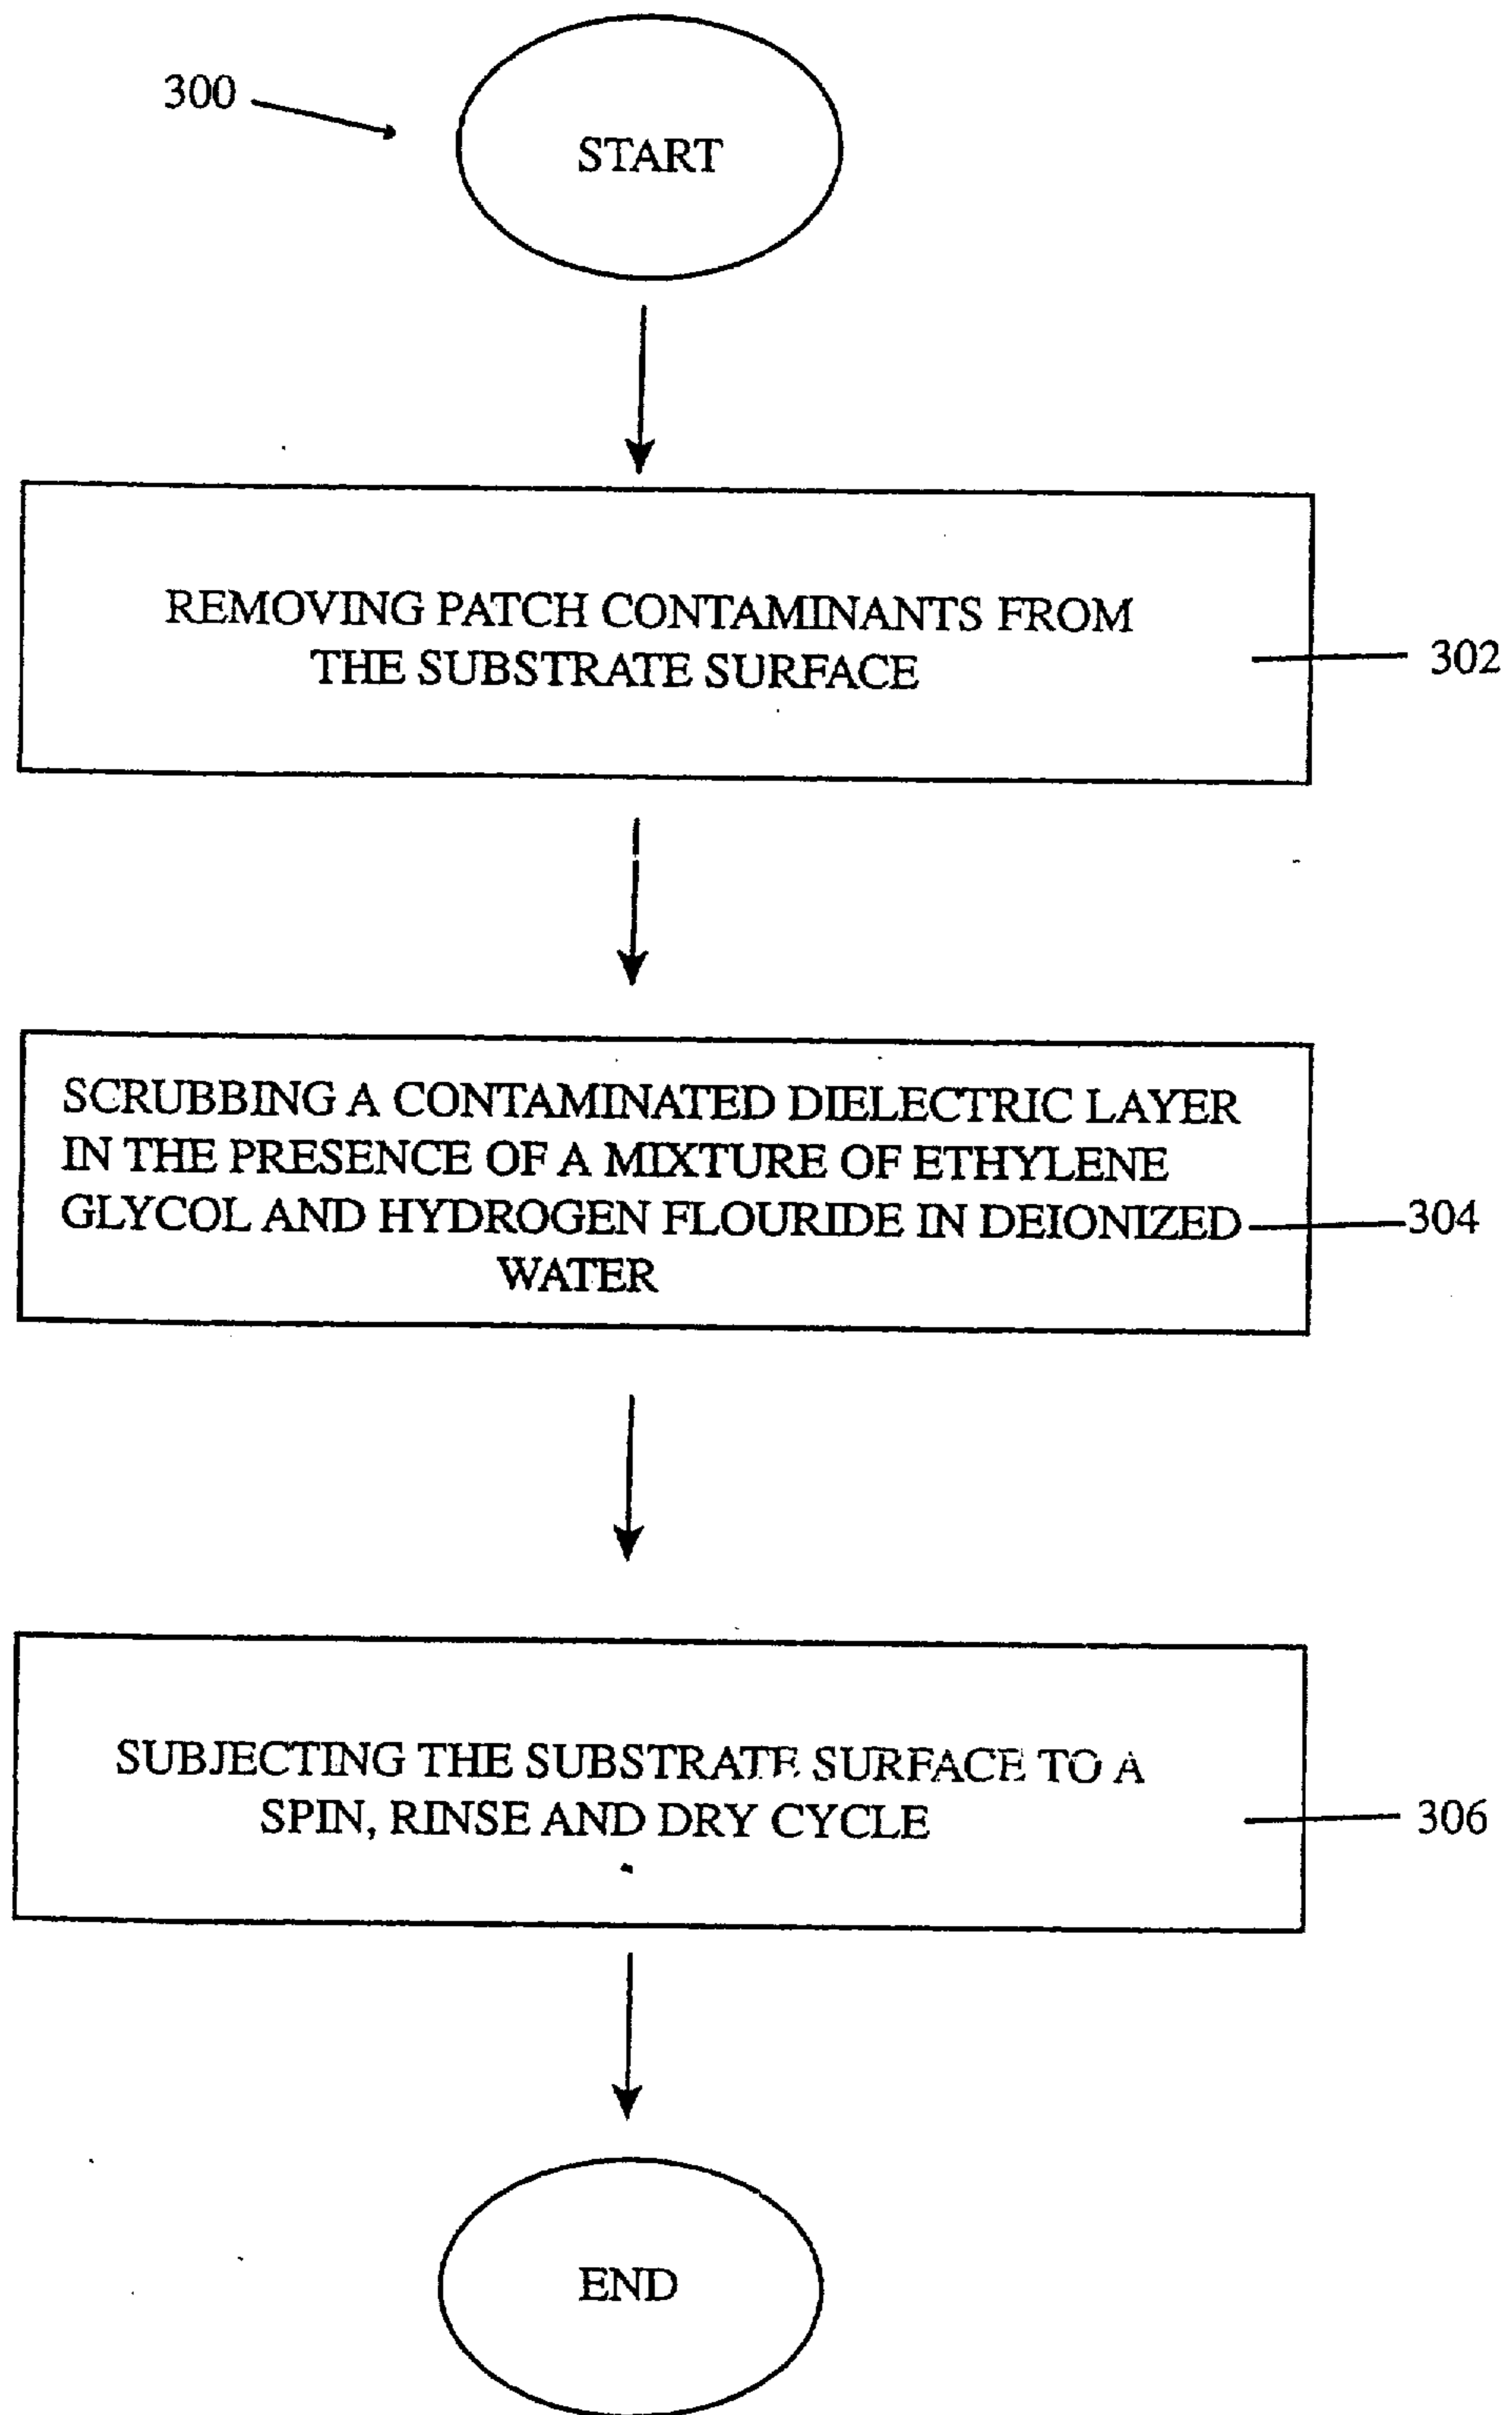 300
START
REMOVING PATCH CONTAMINANTS FROM
THE SUBSTRATE SURFACE
302
SCRUBBING A CONTAMINATED DIELECTRIC LAYER
IN THE PRESENCE OF A MIXTURE OF ETHYLENE
GLYCOL AND HYDROGEN FLOURIDE IN DEIONIZED
WATER
304
SUBJECTING THE SUBSTRATE SURFACE TO A
SPIN, RINSE AND DRY CYCLE
306
END